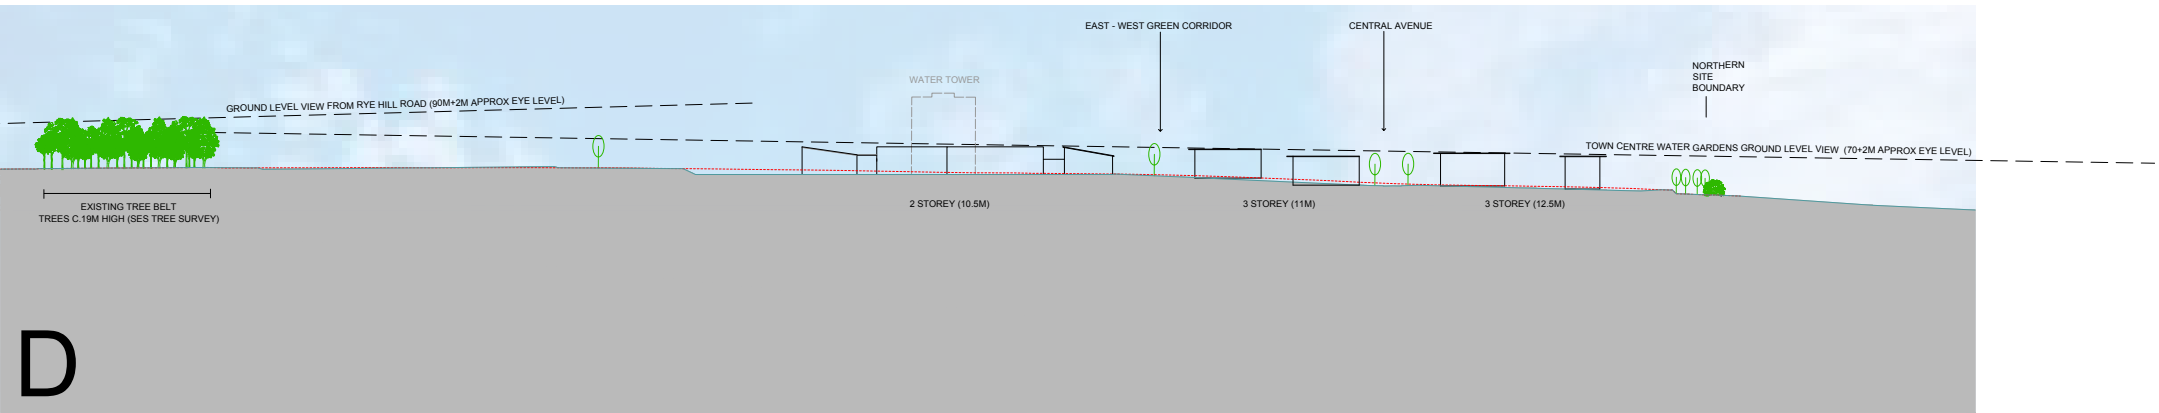 EAST - WEST GREEN CORRIDOR
CENTRAL AVENUE
NORTHERN
SITE
BOUNDARY
WATER TOWER
GROUND LEVEL VIEW FROM RYE HILL ROAD (90M+2M APPROX EYE LEVEL)
TOWN CENTRE WATER GARDENS GROUND LEVEL VIEW (70+2M APPROX EYE LEVEL)
EXISTING TREE BELT
TREES C.19M HIGH (SES TREE SURVEY)
2 STOREY (10.5M)
3 STOREY (11M)
3 STOREY (12.5M)
D